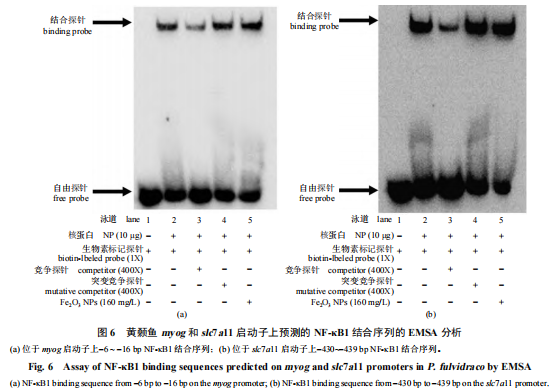 结合探针
binding probe
自由探针
free probe
泳道 lane 1 2 3 4 5
核蛋白 NP (10 μg) − + + + +
生物素标记探针 + + + + +
biotin-lbeled probe (1X)
竞争探针 competitor (400X) − − + − −
突变竞争探针 − − − + −
mutative competitor (400X)
Fe₂O₃ NPs (160 mg/L) − − − − +
(a)
结合探针
binding probe
自由探针
free probe
泳道 lane 1 2 3 4 5
核蛋白 NP (10 μg) − + + + +
生物素标记探针 + + + + +
biotin-lbeled probe (1X)
竞争探针 competitor (400X) − − + − −
突变竞争探针 − − − + −
mutative competitor (400X)
Fe₂O₃ NPs (160 mg/L) − − − − +
(b)
图 6 黄颡鱼 myog 和 slc7a11 启动子上预测的 NF-κB1 结合序列的 EMSA 分析
(a) 位于 myog 启动子上−6~−16 bp NF-κB1 结合序列；(b) 位于 slc7a11 启动子上−430~−439 bp NF-κB1 结合序列。
Fig. 6 Assay of NF-κB1 binding sequences predicted on myog and slc7a11 promoters in P. fulvidraco by EMSA
(a) NF-κB1 binding sequence from −6 bp to −16 bp on the myog promoter; (b) NF-κB1 binding sequence from −430 bp to −439 bp on the slc7a11 promoter.